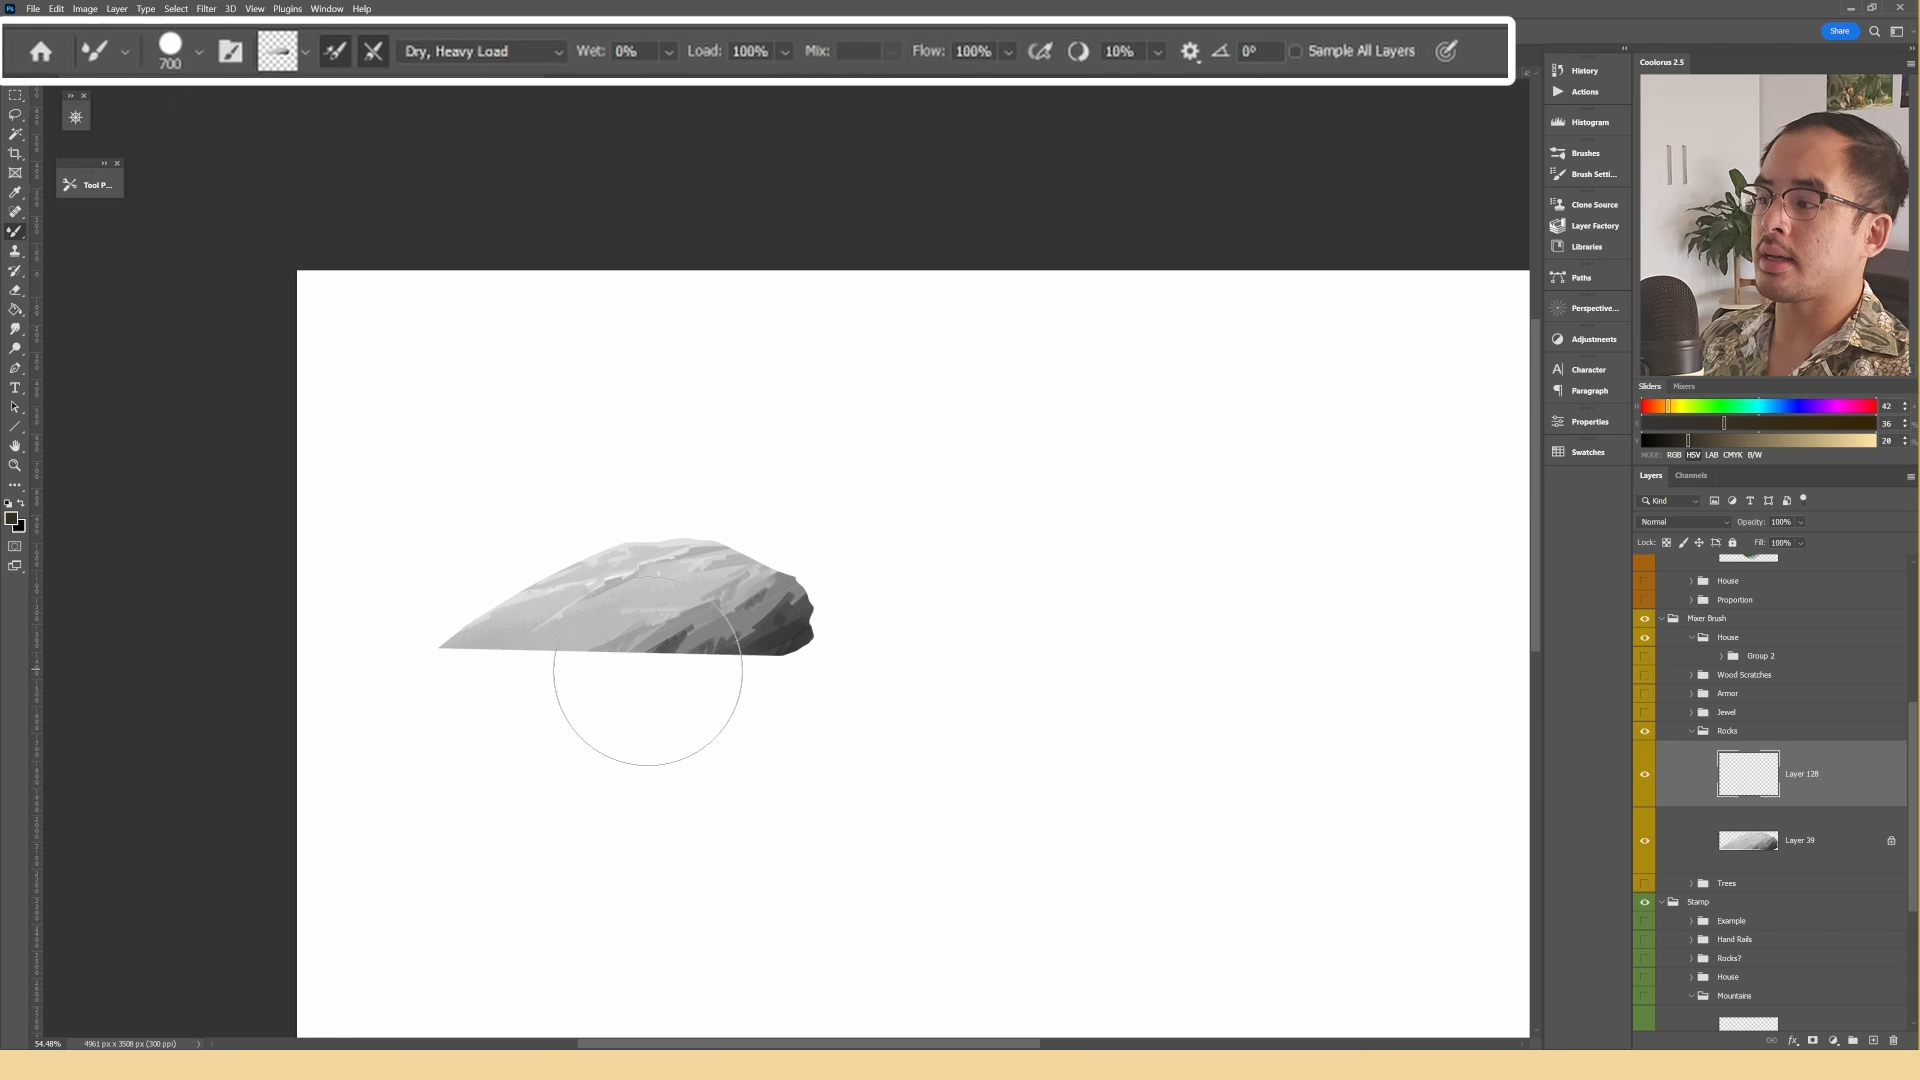 Ps File Edit Image Layer Type Select Filter 3D View Plugins Window Help
700 Dry, Heavy Load Wet: 0% Load: 100% Mix: Flow: 100% 10% 0° Sample All Layers
Share
Tool P...
History
Actions
Histogram
Brushes
Brush Setti...
Clone Source
Layer Factory
Libraries
Paths
Perspective...
Adjustments
Character
Paragraph
Properties
Swatches
Coolorus 2.5
Sliders Mixers
42
S 36
V 20
MODE: RGB HSV LAB CMYK B/W
Layers Channels
Kind
Normal Opacity: 100%
Lock: Fill: 100%
House
Proportion
Mixer Brush
House
Group 2
Wood Scratches
Armor
Jewel
Rocks
Layer 128
Layer 39
Trees
Stamp
Example
Hand Rails
Rocks?
House
Mountains
fx
54.48% 4961 px x 3508 px (300 ppi)